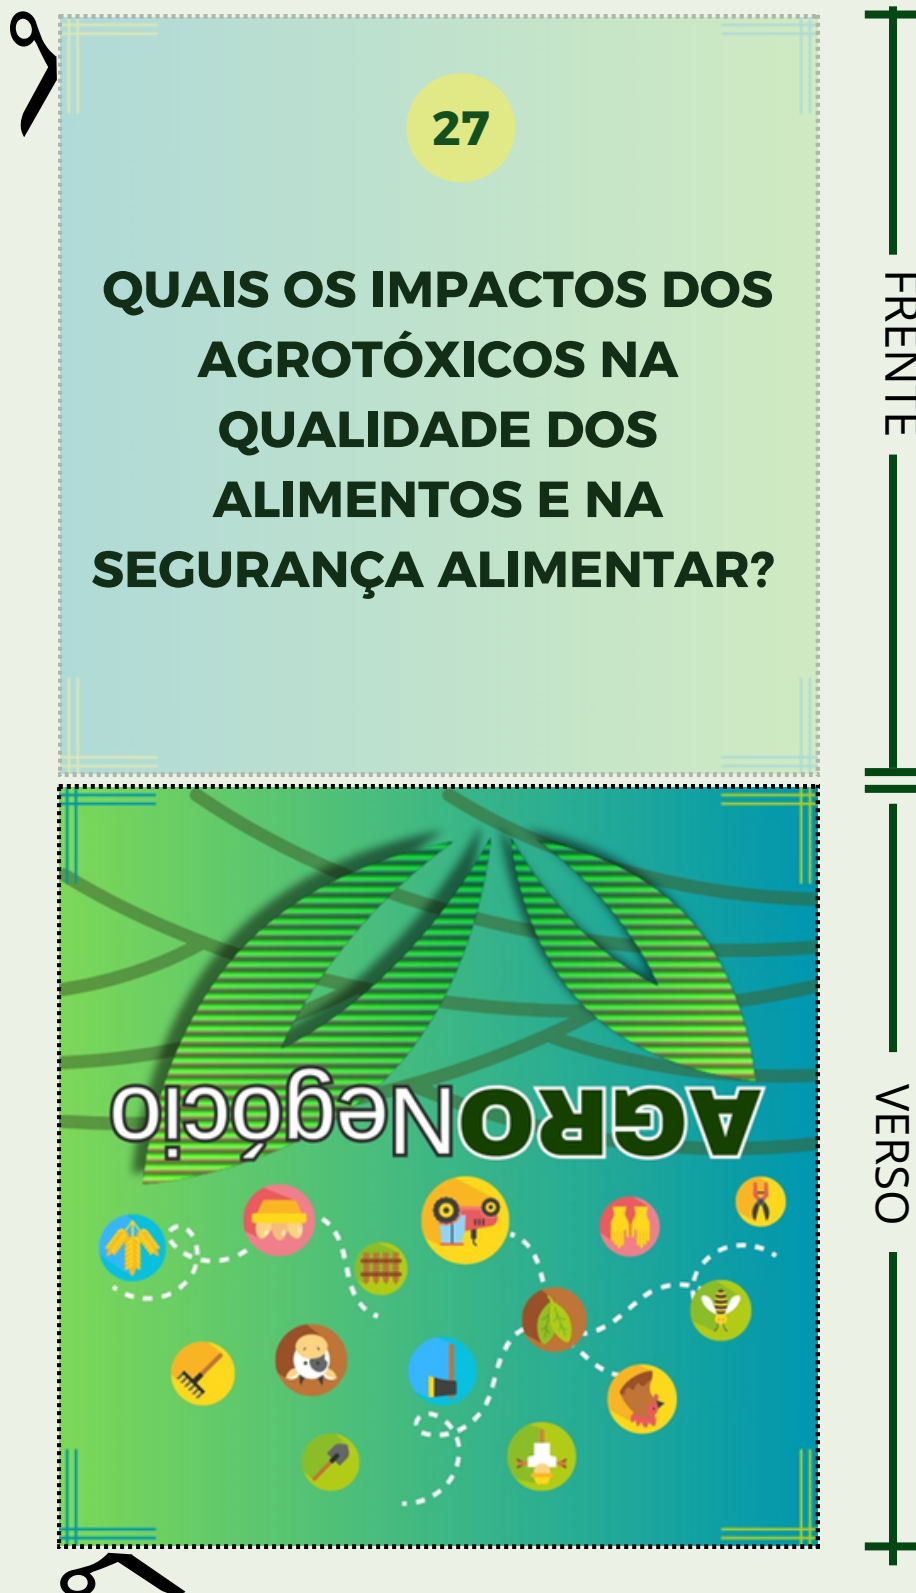 27
QUAIS OS IMPACTOS DOS
AGROTÓXICOS NA
QUALIDADE DOS
ALIMENTOS E NA
SEGURANÇA ALIMENTAR?
FRENTE
AGRONegócio
VERSO